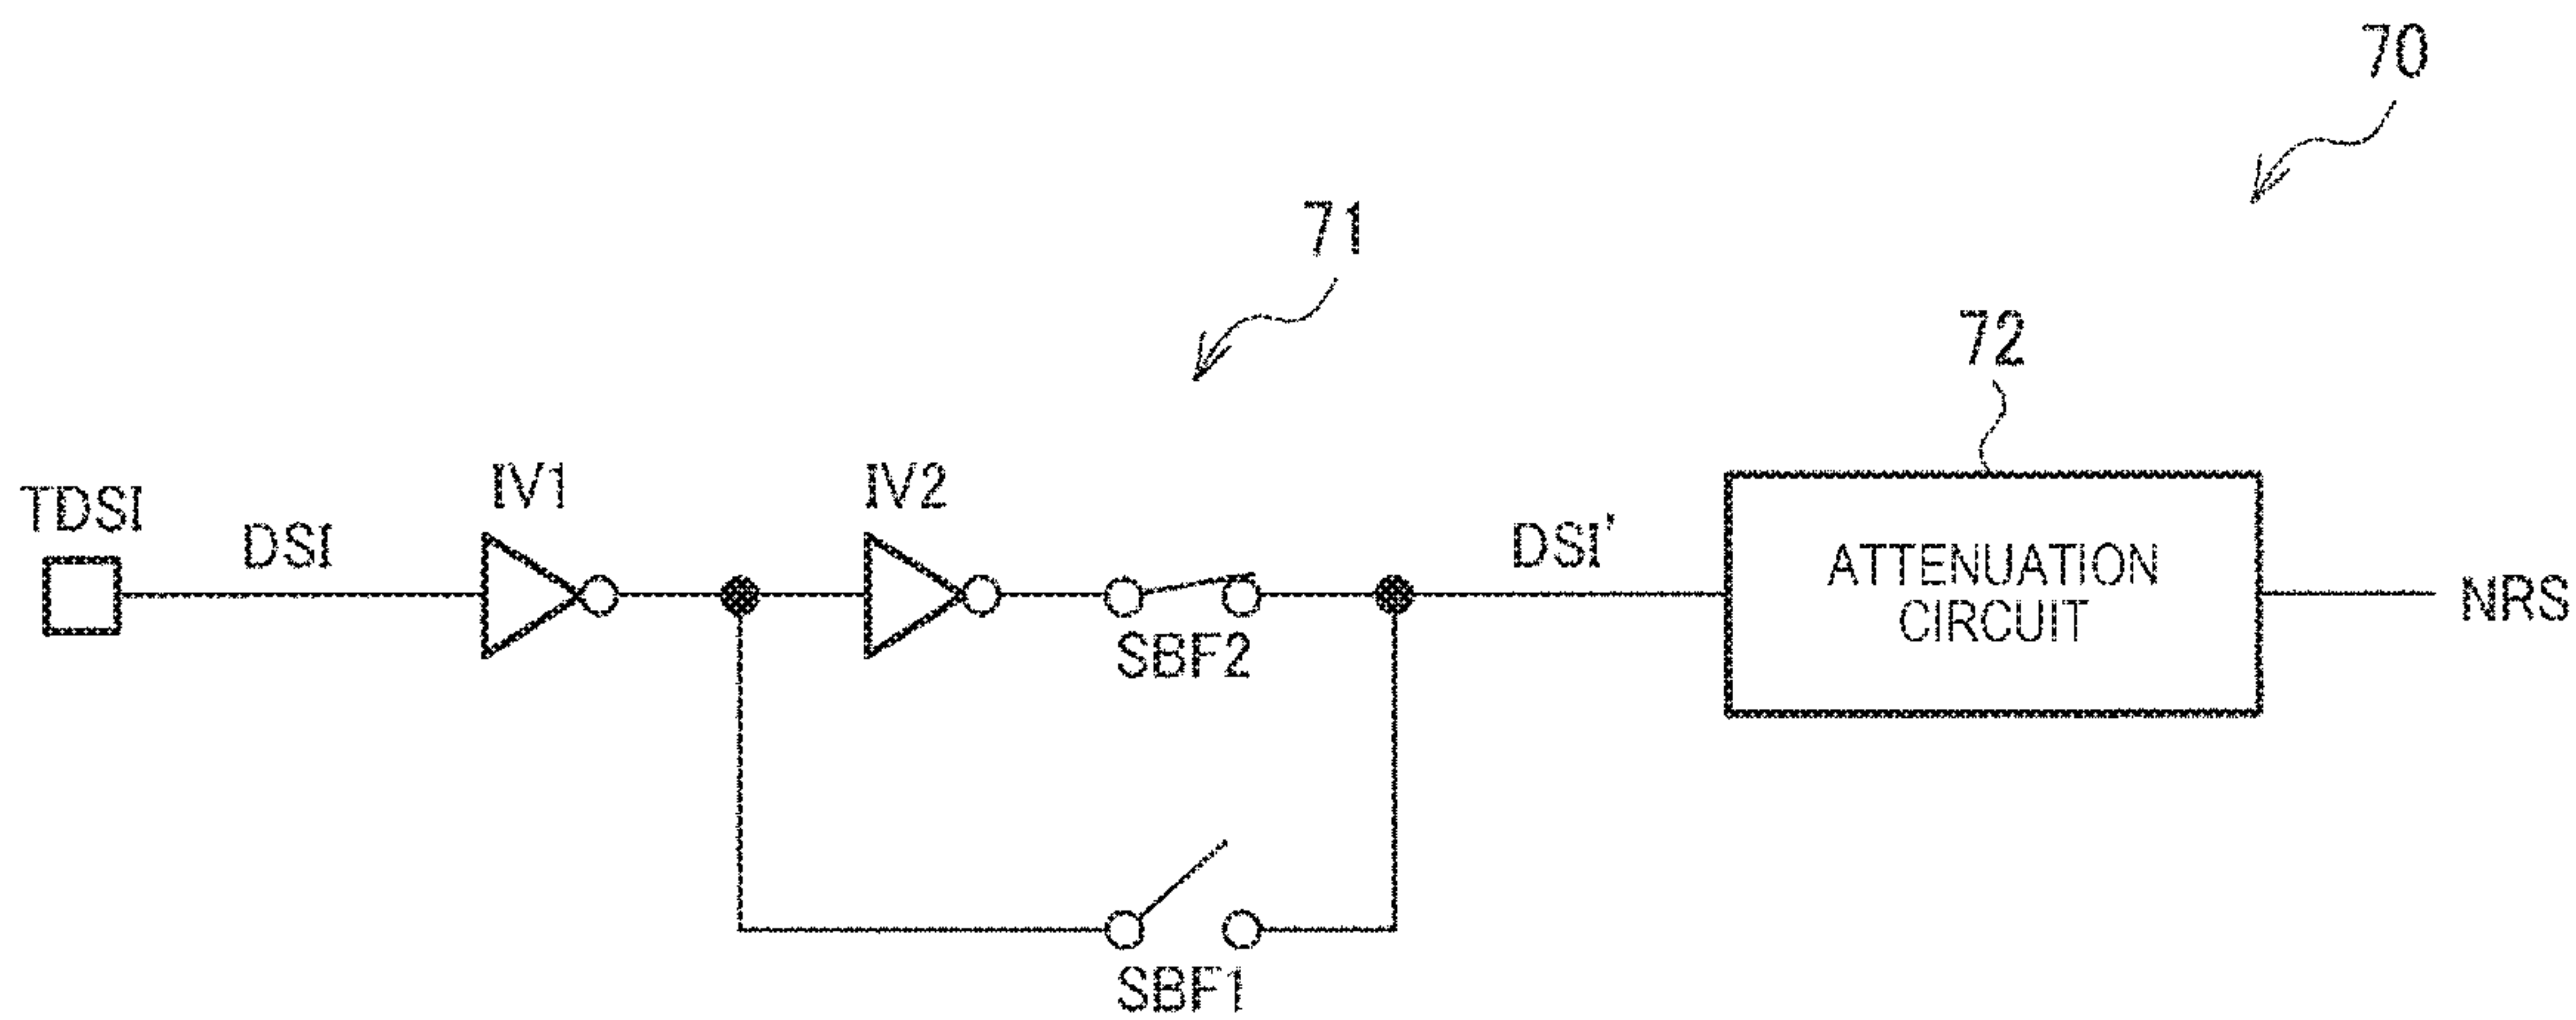 70
71
72
TDSI
DSI
IV1
IV2
SBF2
DSI'
ATTENUATION
CIRCUIT
NRS
SBF1